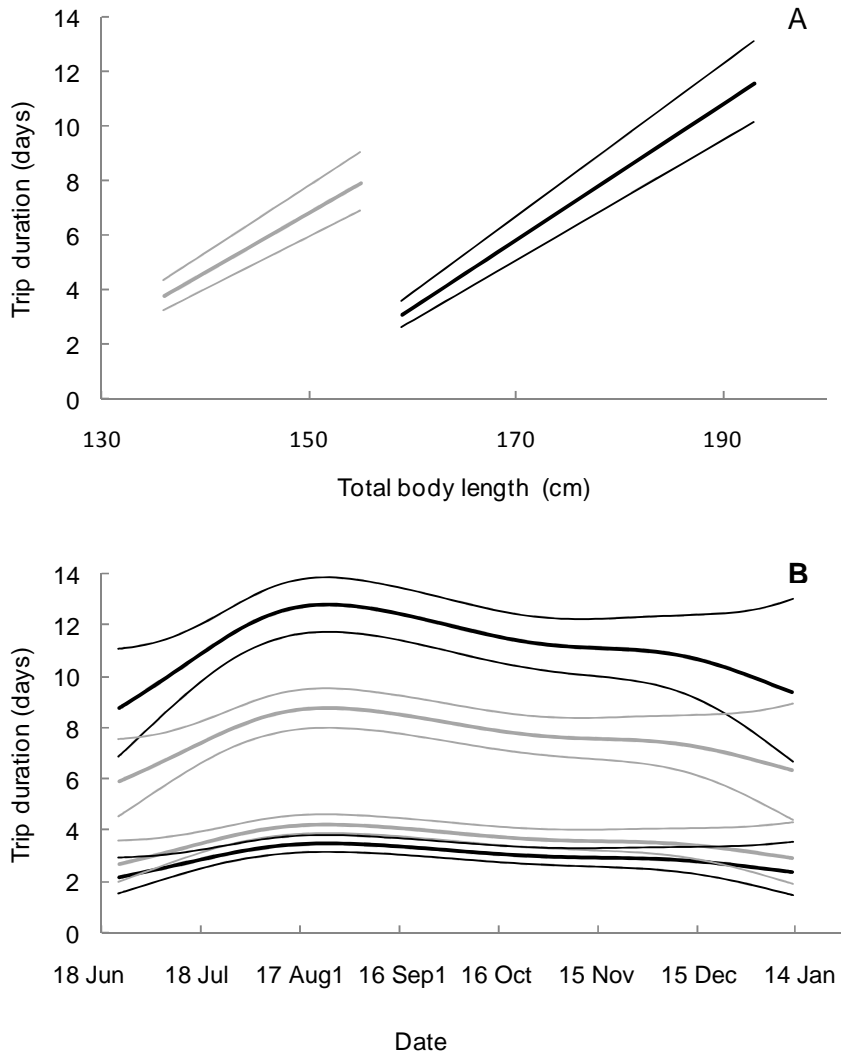 A
14
12
10
8
6
4
2
0
Trip duration (days)
130 150 170 190
Total body length (cm)
B
14
12
10
8
6
4
2
0
Trip duration (days)
18 Jun 18 Jul 17 Aug1 16 Sep1 16 Oct 15 Nov 15 Dec 14 Jan
Date